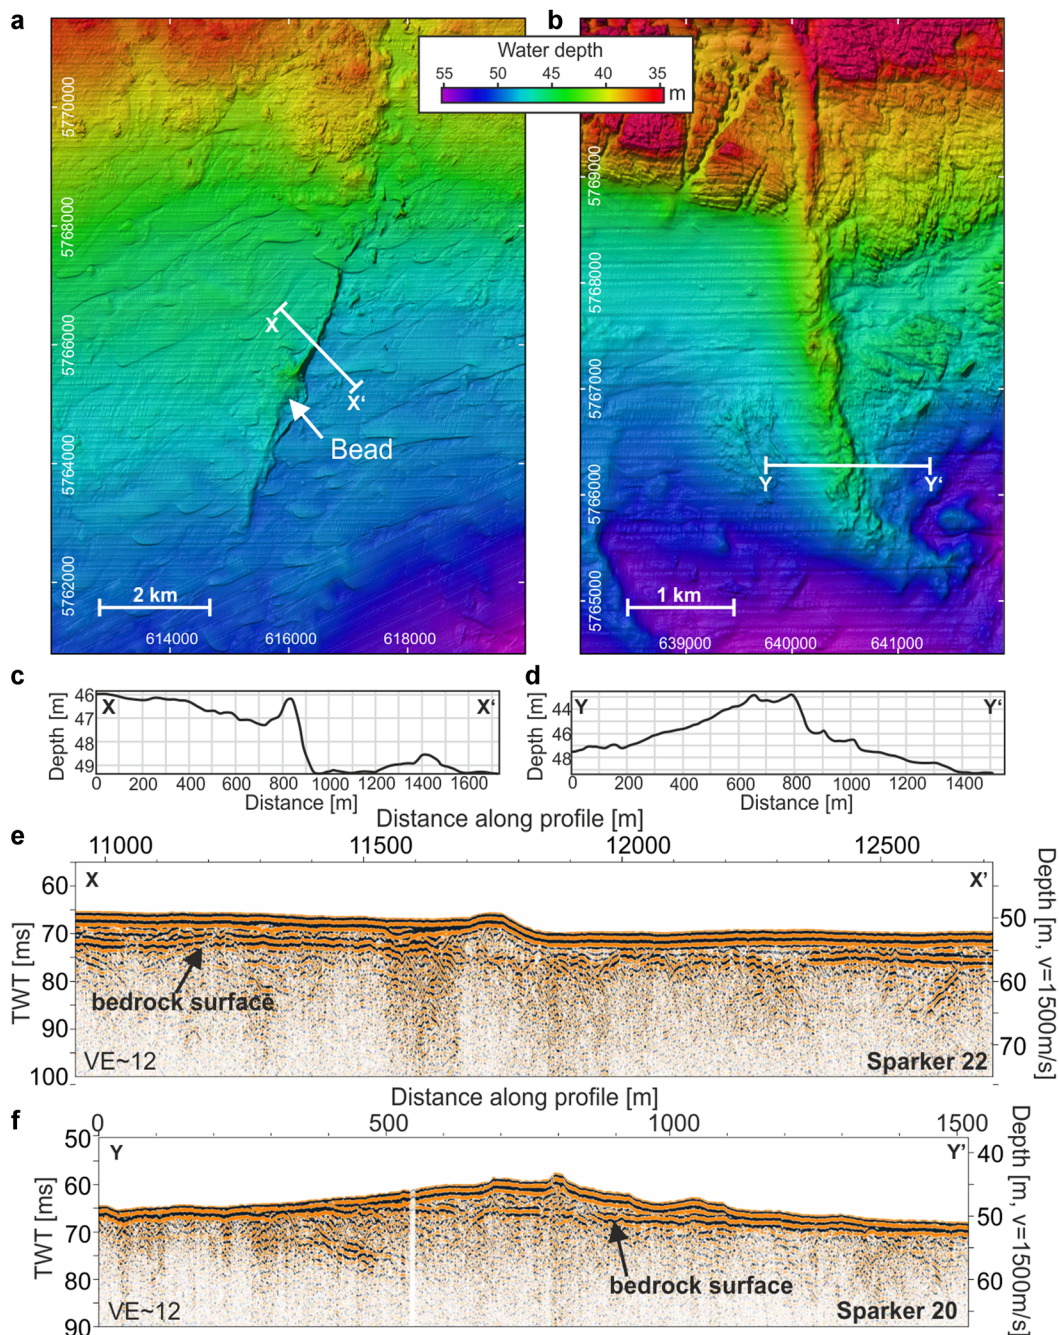 a
b
Water depth
55 50 45 40 35
m
5770000
5768000
5766000
5764000
5762000
X
X‘
Bead
2 km
614000 616000 618000
5769000
5768000
5767000
5766000
5765000
Y
Y‘
1 km
639000 640000 641000
c
Depth [m]
46
47
48
49
X
X‘
0 200 400 600 800 1000 1200 1400 1600
Distance [m]
d
Depth [m]
44
46
48
Y
Y‘
0 200 400 600 800 1000 1200 1400
Distance [m]
e
Distance along profile [m]
11000 11500 12000 12500
TWT [ms]
60
70
80
90
100
X
X’
bedrock surface
VE~12
Sparker 22
50
60
70
Depth [m, v=1500m/s]
f
Distance along profile [m]
0 500 1000 1500
TWT [ms]
50
60
70
80
90
Y
Y’
bedrock surface
VE~12
Sparker 20
40
50
60
Depth [m, v=1500m/s]